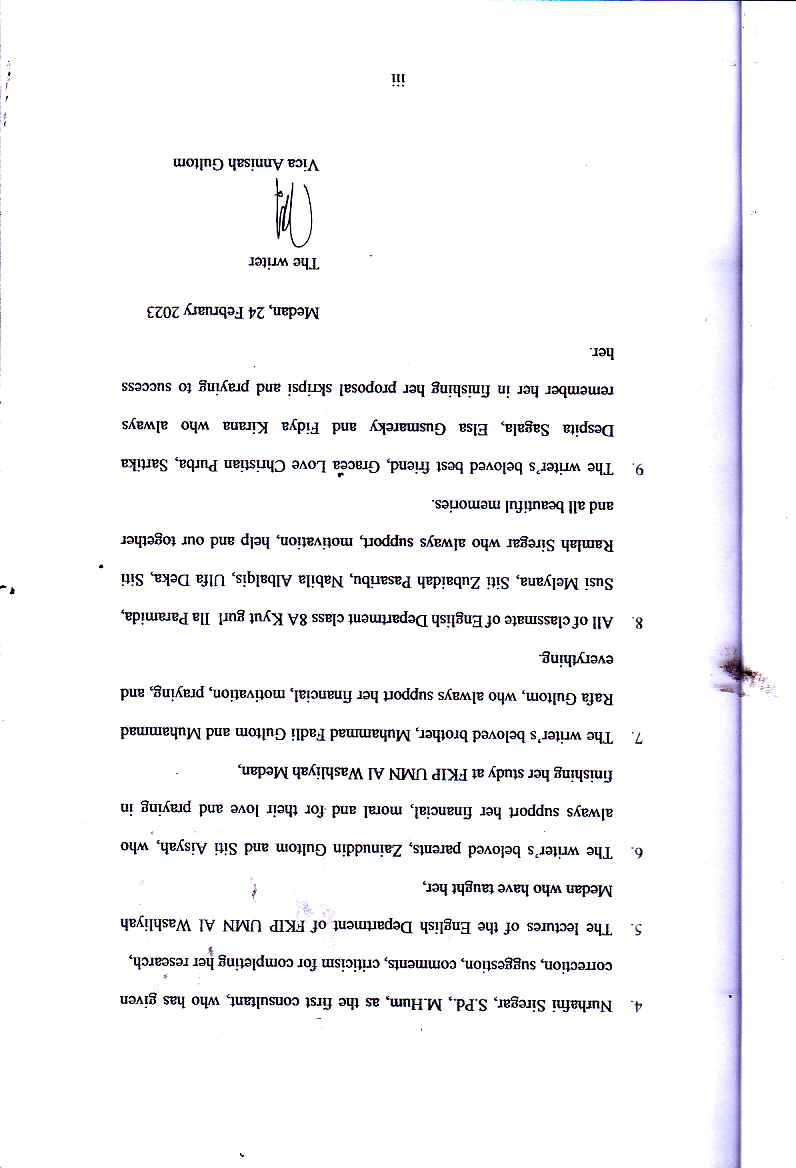 4. Nurhafni Siregar, S.Pd., M.Hum, as the first consultant, who has given
correction, suggestion, comments, criticism for completing her research,
5. The lectures of the English Department of FKIP UMN Al Washliyah
Medan who have taught her,
6. The writer's beloved parents, Zainuddin Gultom and Siti Aisyah, who
always support her financial, moral and for their love and praying in
finishing her study at FKIP UMN Al Washliyah Medan,
7. The writer's beloved brother, Muhammad Fadli Gultom and Muhammad
Rafa Gultom, who always support her financial, motivation, praying, and
everything.
8. All of classmate of English Department class 8A Kyut gurl Ila Paramida,
Susi Melyana, Siti Zubaidah Pasaribu, Nabila Albalqis, Ulfa Deka, Siti
Ramlah Siregar who always support, motivation, help and our together
and all beautiful memories.
9. The writer's beloved best friend, Gracea Love Christian Purba, Sartika
Despita Sagala, Elsa Gusmareky and Fidya Kirana who always
remember her in finishing her proposal skripsi and praying to success
her.
Medan, 24 February 2023
The writer
Vica Annisah Gultom
iii